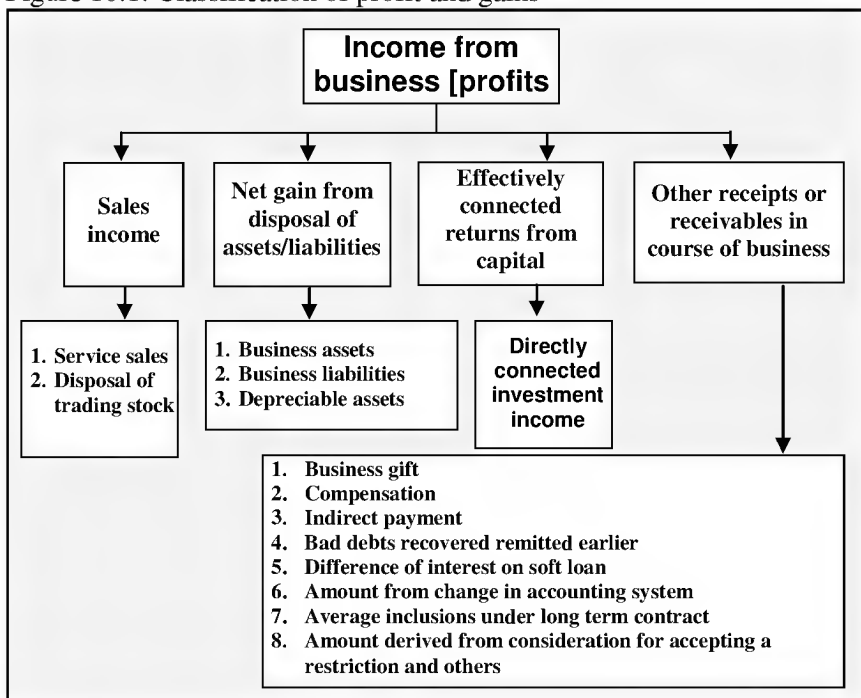 Figure 10.1: Classification of profit and gains
Income from
business [profits
Sales
income
Net gain from
disposal of
assets/liabilities
Effectively
connected
returns from
capital
Other receipts or
receivables in
course of business
1. Service sales
2. Disposal of
trading stock
1. Business assets
2. Business liabilities
3. Depreciable assets
Directly
connected
investment
income
1. Business gift
2. Compensation
3. Indirect payment
4. Bad debts recovered remitted earlier
5. Difference of interest on soft loan
6. Amount from change in accounting system
7. Average inclusions under long term contract
8. Amount derived from consideration for accepting a
restriction and others